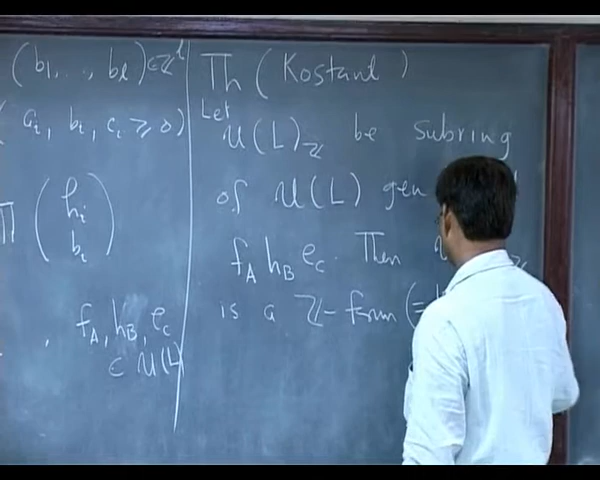 (b1,..., bℓ) ∈ ℤ^ℓ
( ai, bi, ci ⩾ 0)
Π (hi bi)
. fA, hB, eC
∈ U(L)
Th ( Kostant )
Let
U(L)ℤ be subring
of U(L) gen
fA hB eC. Then
is a ℤ-form (=